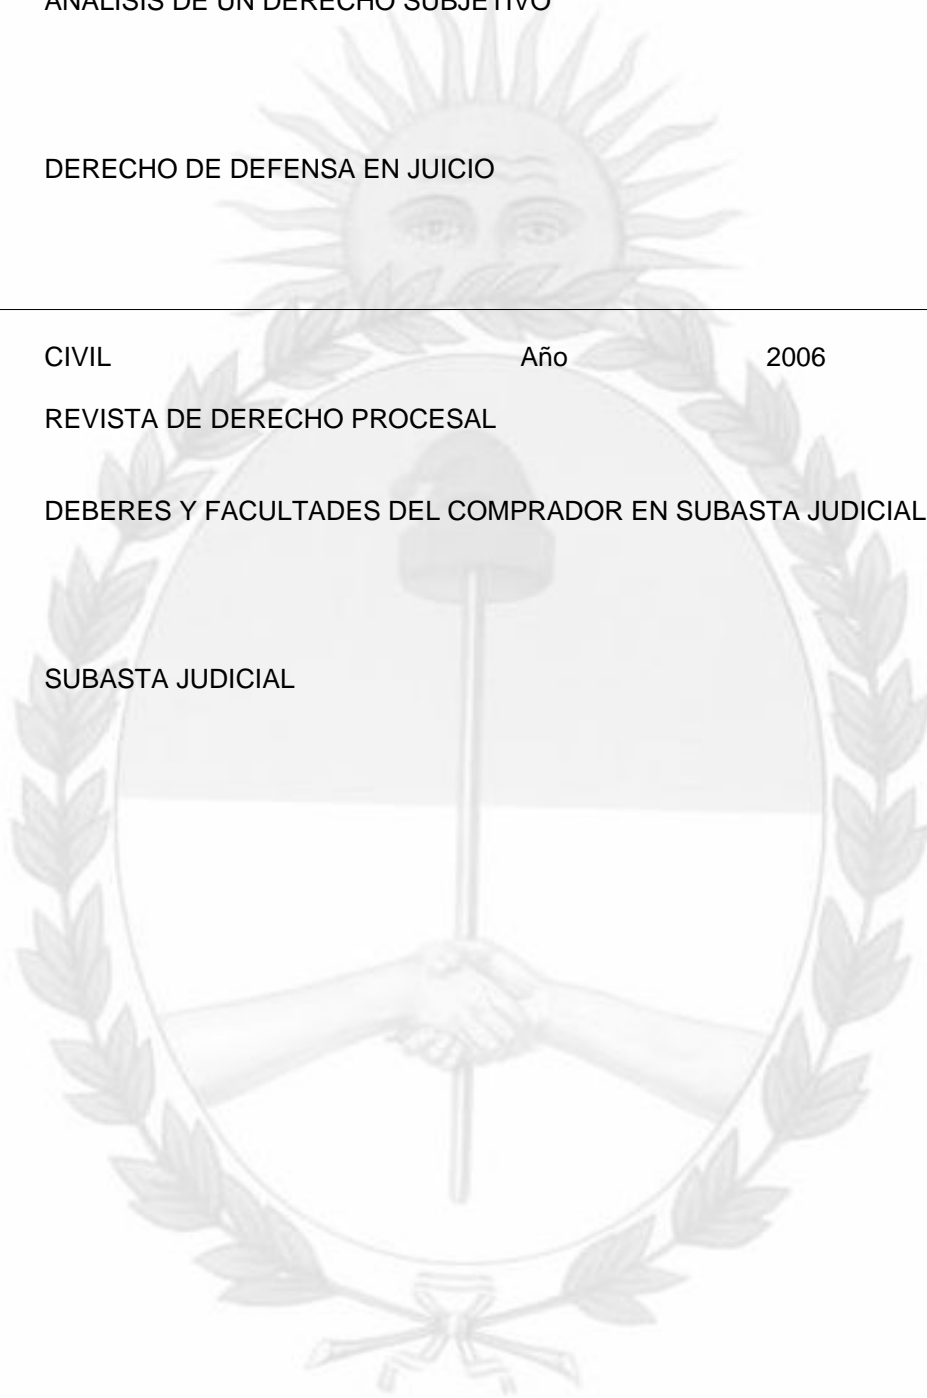 ANÁLISIS DE UN DERECHO SUBJETIVO
DERECHO DE DEFENSA EN JUICIO
CIVIL Año 2006
REVISTA DE DERECHO PROCESAL
DEBERES Y FACULTADES DEL COMPRADOR EN SUBASTA JUDICIAL
SUBASTA JUDICIAL